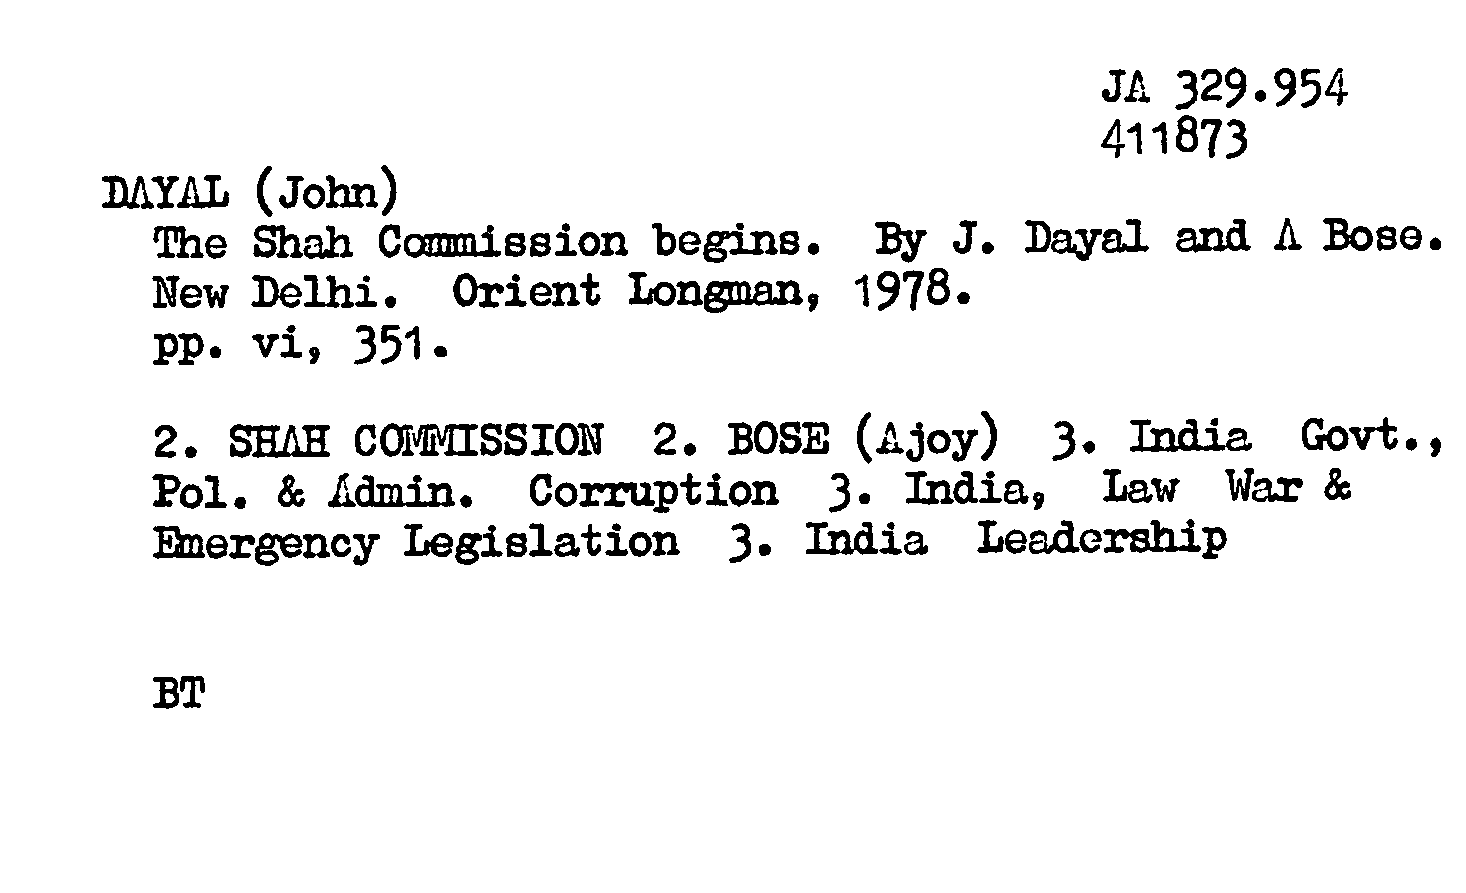 JA 329.954
411873
DAYAL (John)
The Shah Commission begins. By J. Dayal and A Bose.
New Delhi. Orient Longman, 1978.
pp. vi, 351.
2. SHAH COMMISSION 2. BOSE (Ajoy) 3. India Govt.,
Pol. & Admin. Corruption 3. India, Law War &
Emergency Legislation 3. India Leadership
BT